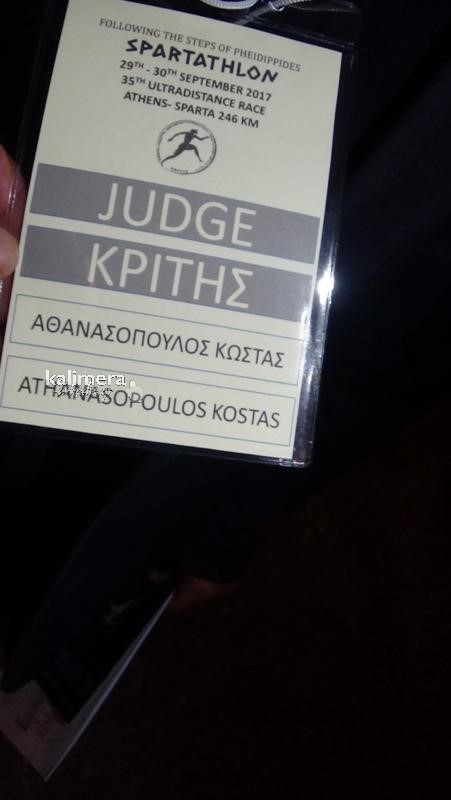 FOLLOWING THE STEPS OF PHEIDIPPIDES
SPARTATHLON
29TH - 30TH SEPTEMBER 2017
35TH ULTRADISTANCE RACE
ATHENS- SPARTA 246 KM
JUDGE
ΚΡΙΤΗΣ
ΑΘΑΝΑΣΟΠΟΥΛΟΣ ΚΩΣΤΑΣ
kalimera
ATHANASOPOULOS KOSTAS